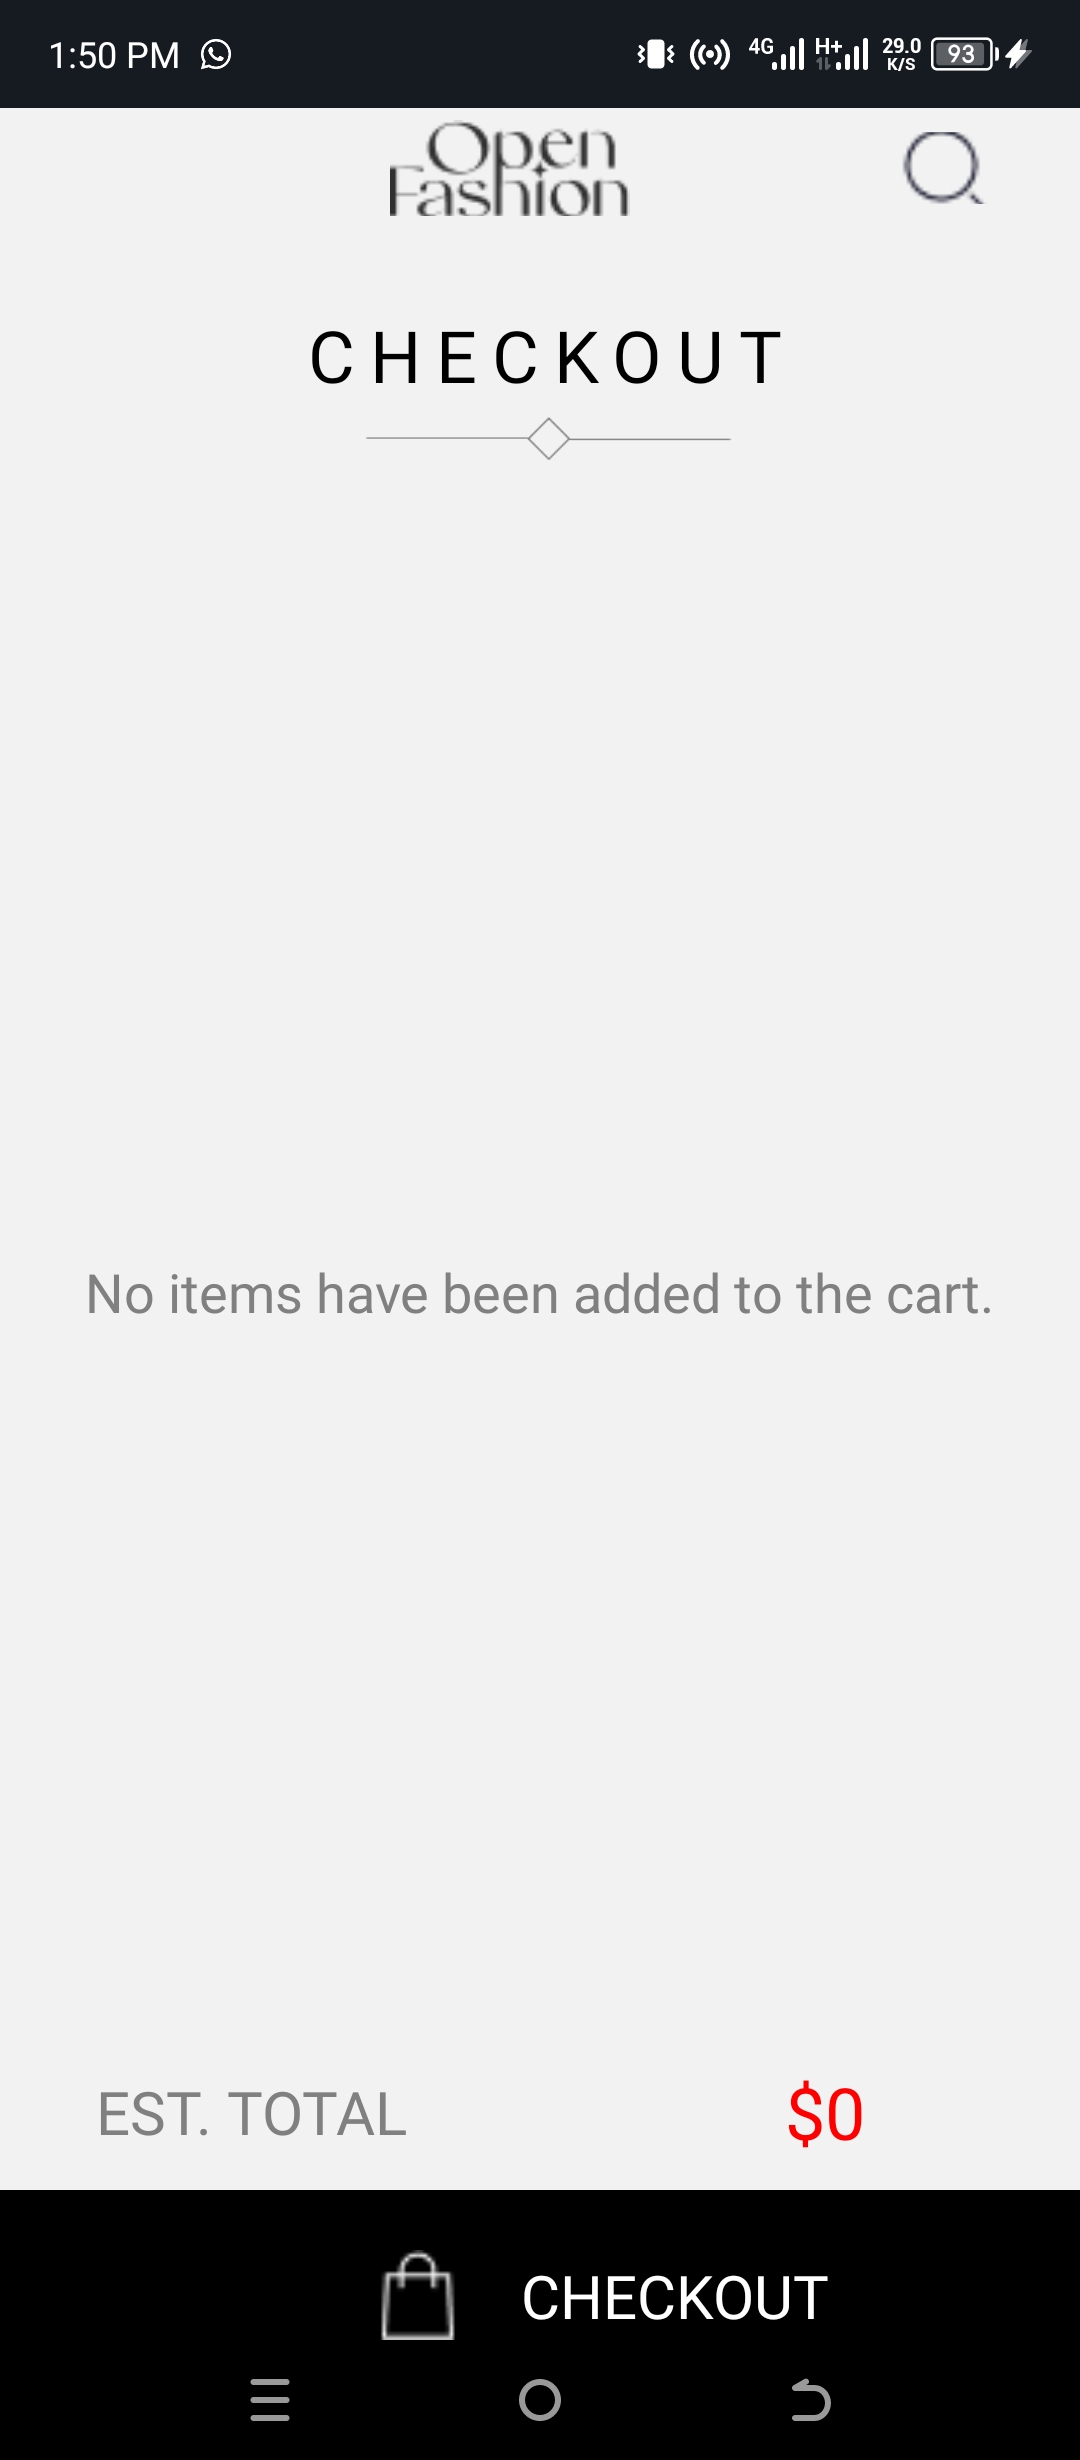 1:50 PM
4G H+ 29.0 K/S 93
Open
Fashion
CHECKOUT
No items have been added to the cart.
EST. TOTAL $0
CHECKOUT